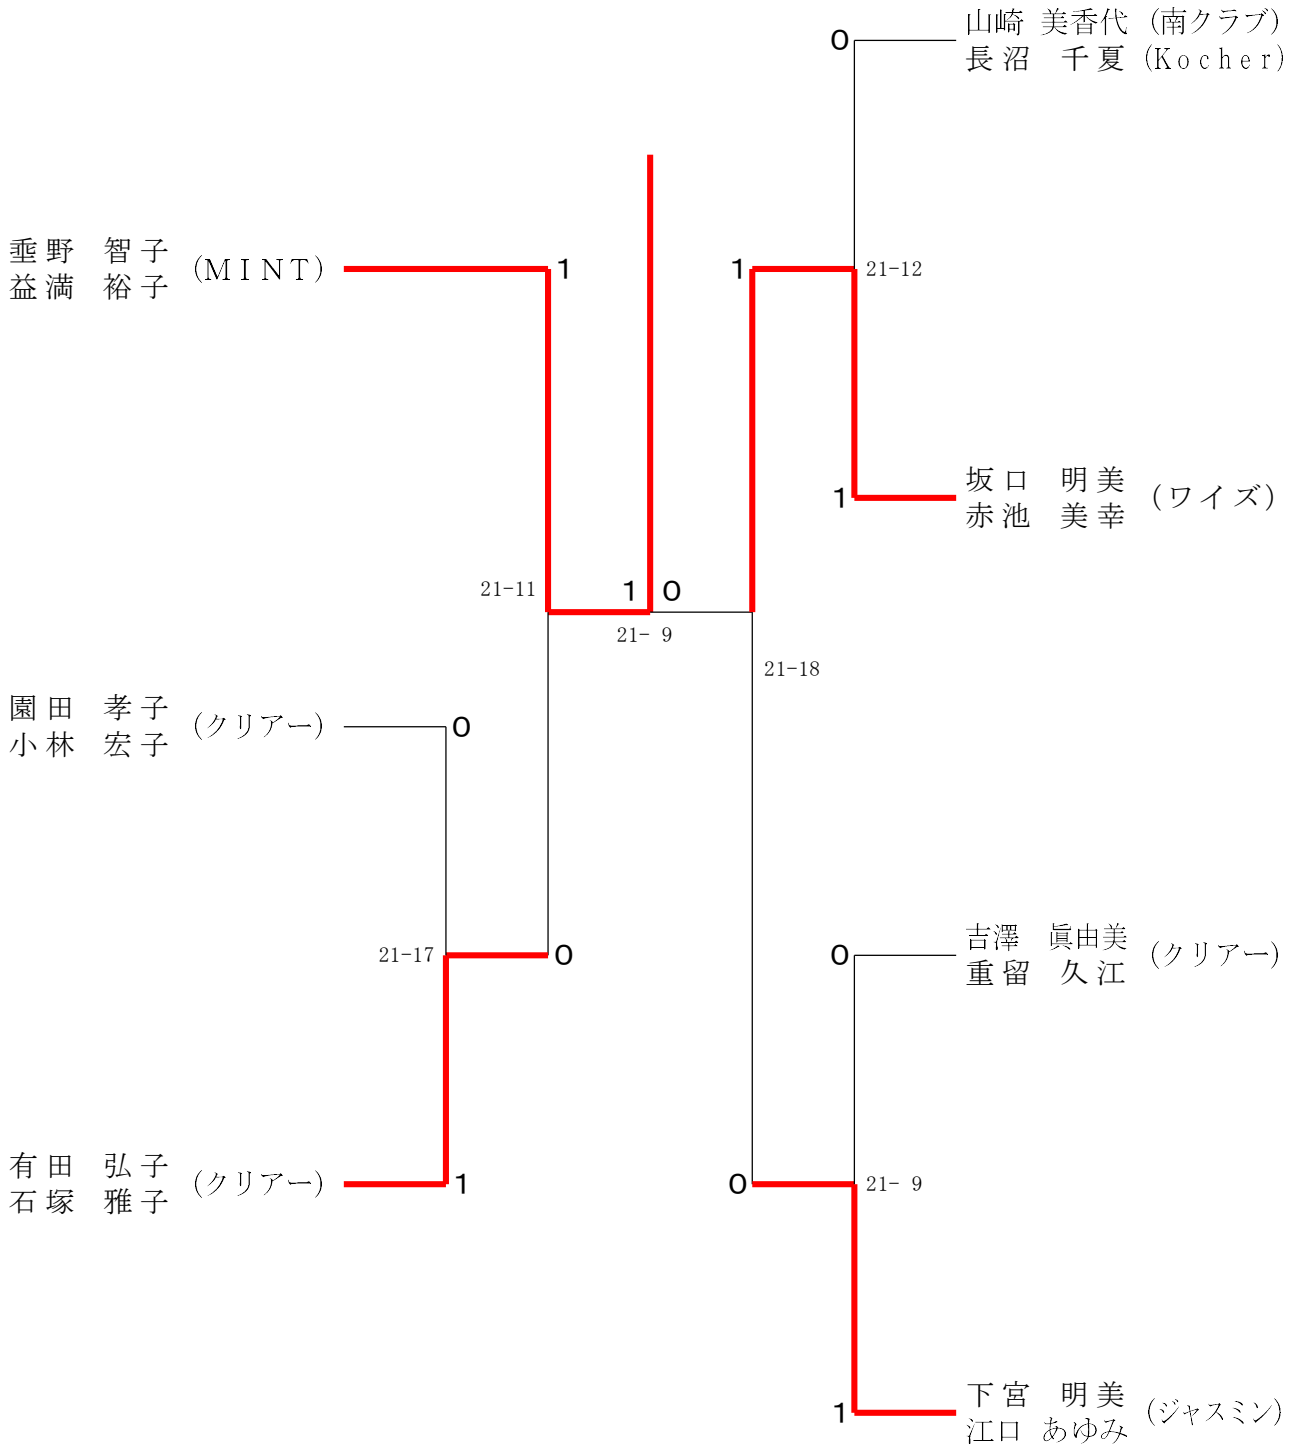 山崎 美香代 (南クラブ)
長沼 千夏 (Kocher)
0
垂野 智子 (MINT)
益満 裕子
1
1
21-12
坂口 明美 (ワイズ)
赤池 美幸
1
21-11
1 0
21- 9
21-18
園田 孝子 (クリアー)
小林 宏子
0
21-17
0
吉澤 眞由美 (クリアー)
重留 久江
0
有田 弘子 (クリアー)
石塚 雅子
1
0
21- 9
下宮 明美 (ジャスミン)
江口 あゆみ
1